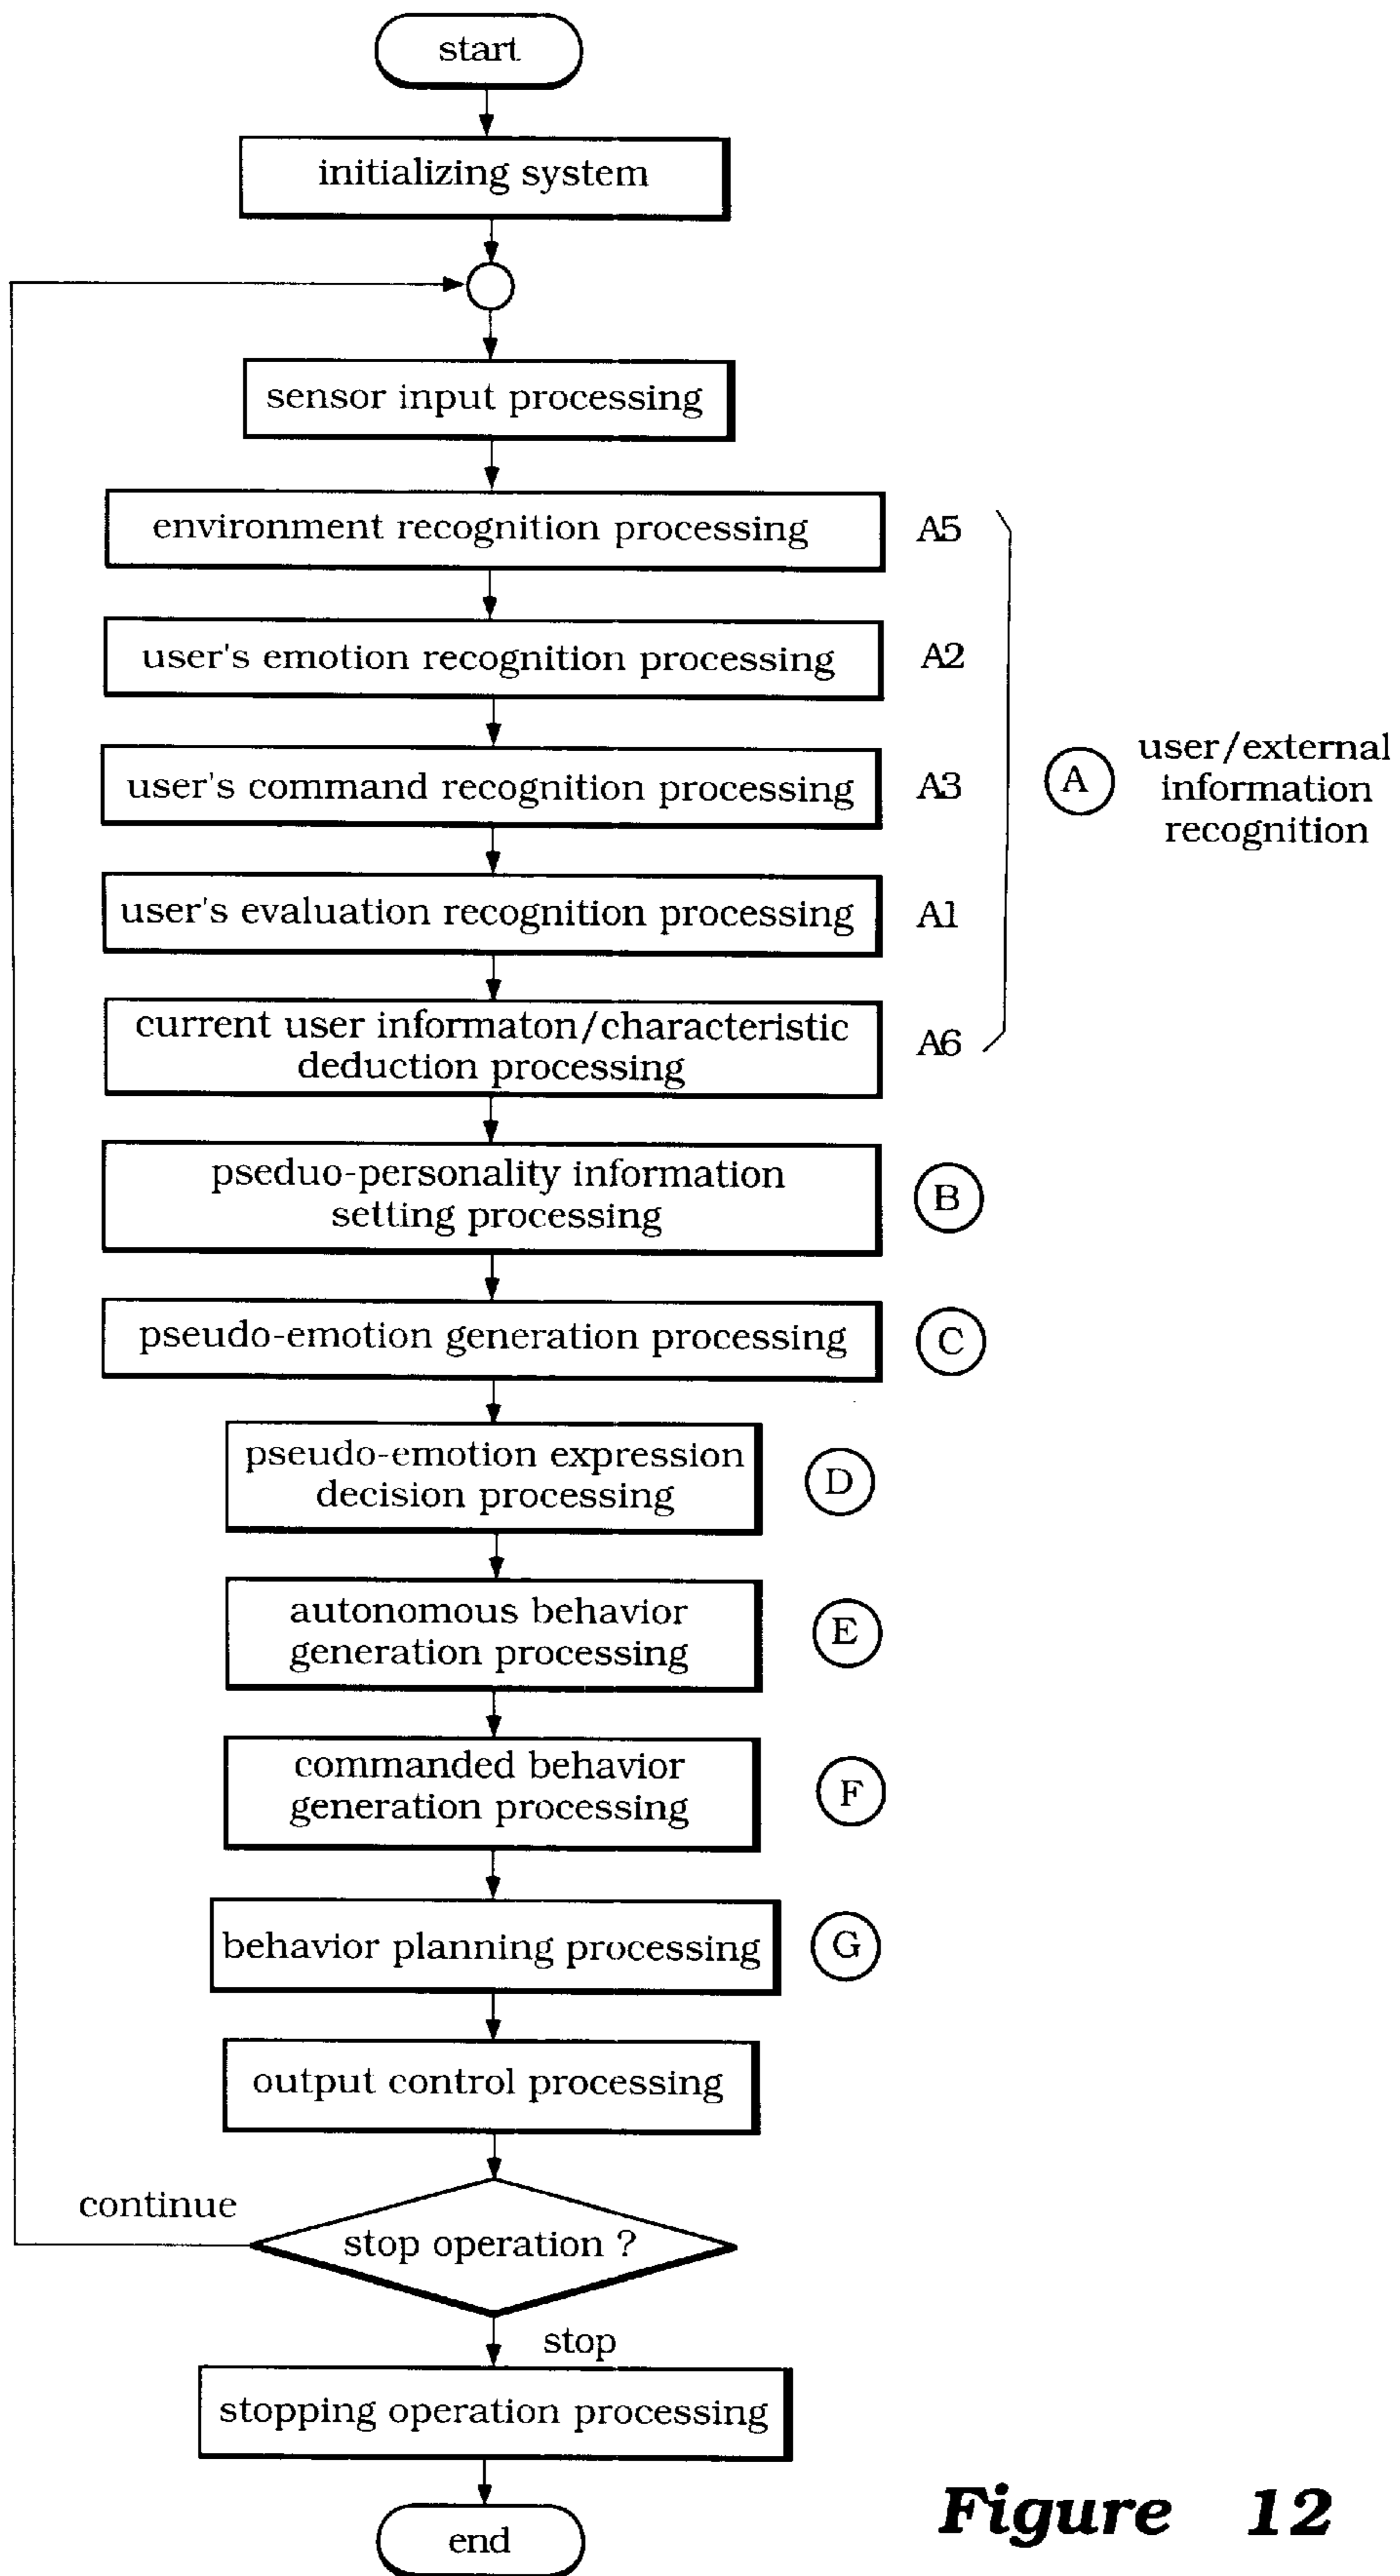 start
initializing system
sensor input processing
environment recognition processing
A5
user's emotion recognition processing
A2
user's command recognition processing
A3
user's evaluation recognition processing
A1
current user informaton/characteristic
deduction processing
A6
A
user/external
information
recognition
pseduo-personality information
setting processing
B
pseudo-emotion generation processing
C
pseudo-emotion expression
decision processing
D
autonomous behavior
generation processing
E
commanded behavior
generation processing
F
behavior planning processing
G
output control processing
continue
stop operation ?
stop
stopping operation processing
end
Figure 12